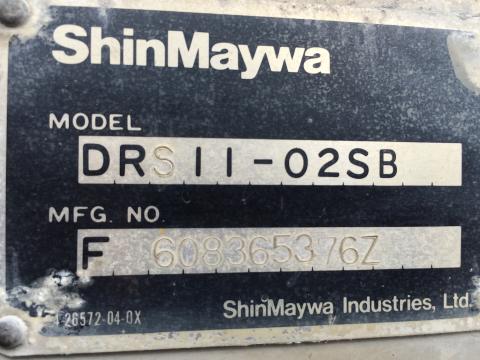 ShinMaywa
MODEL
DRS11-02SB
MFG. NO.
F 608365376Z
ShinMaywa Industries, Ltd.